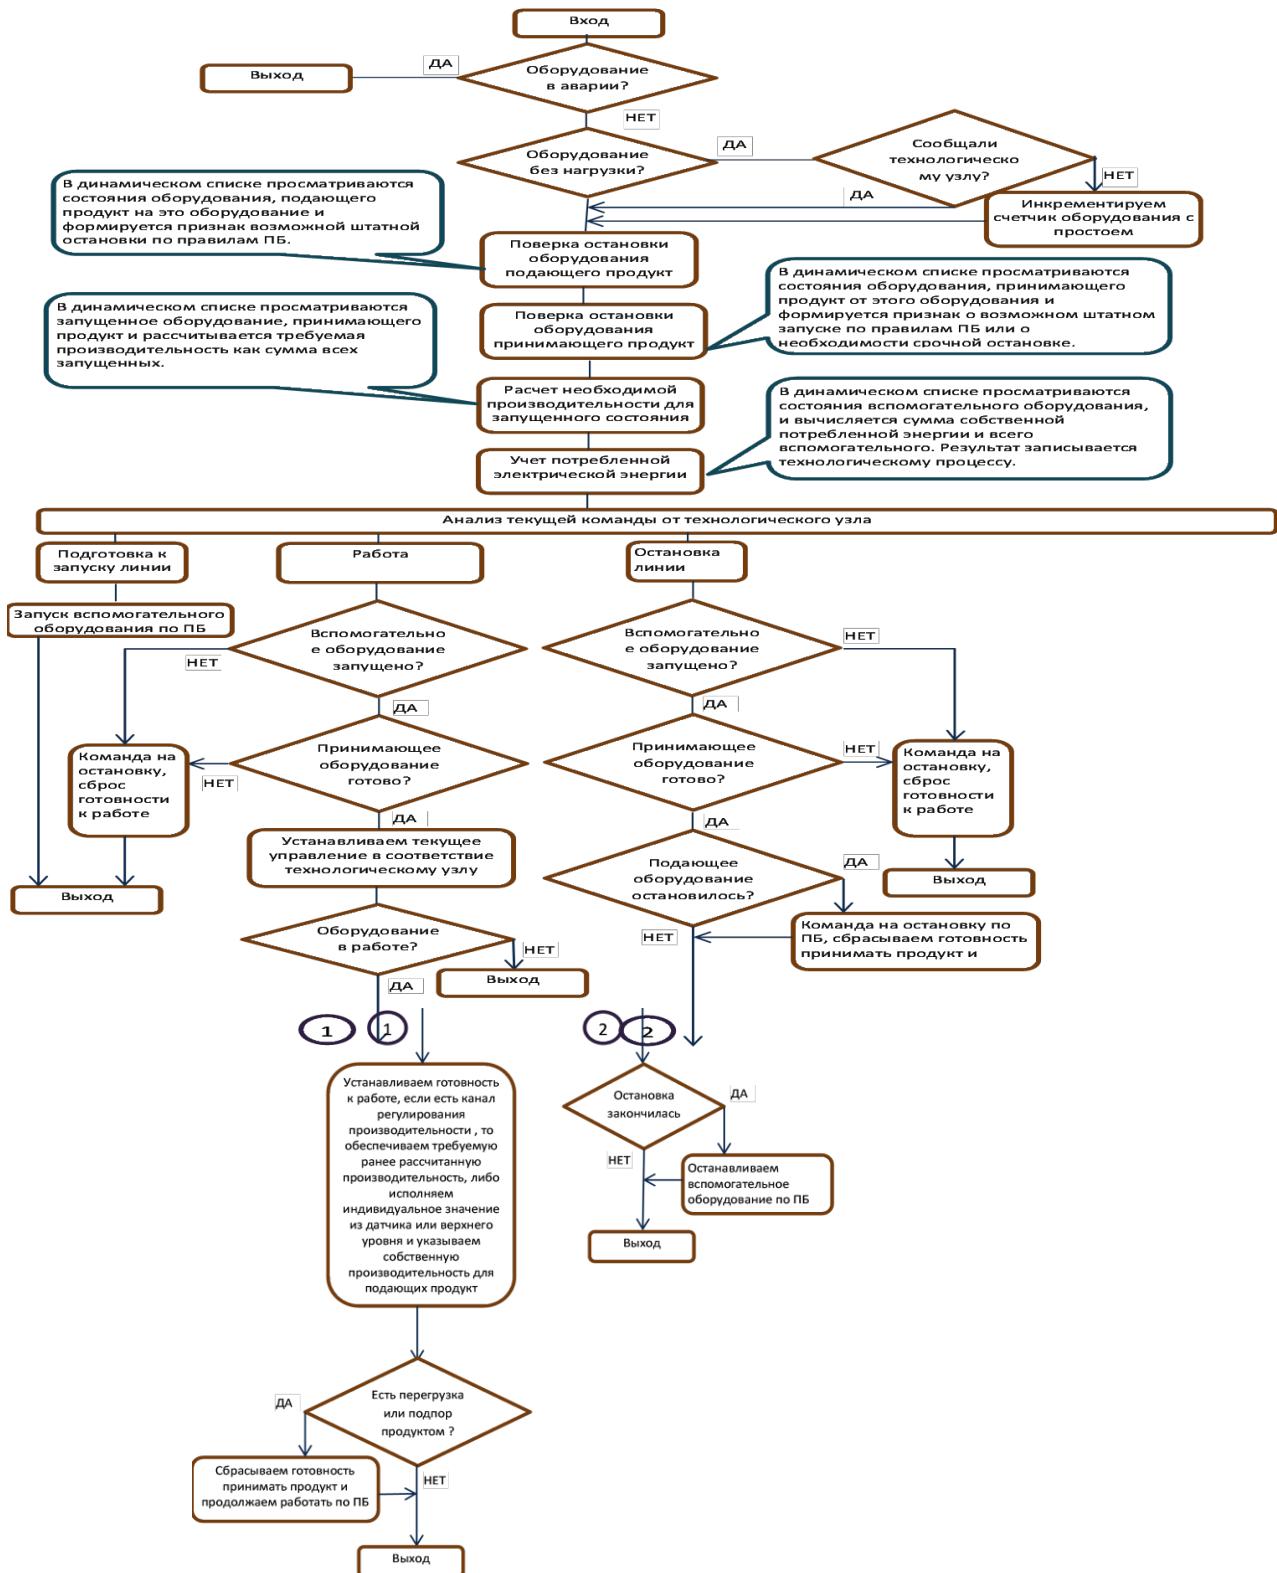 Вход
ДА
Выход
Оборудование
в аварии?
НЕТ
Оборудование
без нагрузки?
ДА
Сообщали
технологическо
му узлу?
НЕТ
ДА
Инкрементируем
счетчик оборудования с
простоем
В динамическом списке просматриваются
состояния оборудования, подающего
продукт на это оборудование и
формируется признак возможной штатной
остановки по правилам ПБ.
Поверка остановки
оборудования
подающего продукт
В динамическом списке просматриваются
состояния оборудования, принимающего
продукт от этого оборудования и
формируется признак о возможном штатном
запуске по правилам ПБ или о
необходимости срочной остановке.
В динамическом списке просматриваются
запущенное оборудование, принимающего
продукт и рассчитывается требуемая
производительность как сумма всех
запущенных.
Поверка остановки
оборудования
принимающего продукт
Расчет необходимой
производительности для
запущенного состояния
В динамическом списке просматриваются
состояния вспомогательного оборудования,
и вычисляется сумма собственной
потребленной энергии и всего
вспомогательного. Результат записывается
технологическому процессу.
Учет потребленной
электрической энергии
Анализ текущей команды от технологического узла
Подготовка к
запуску линии
Работа
Остановка
линии
Запуск вспомогательного
оборудования по ПБ
Вспомогательно
е оборудование
запущено?
НЕТ
ДА
Вспомогательно
е оборудование
запущено?
НЕТ
ДА
Команда на
остановку,
сброс
готовности
к работе
НЕТ
Принимающее
оборудование
готово?
ДА
Принимающее
оборудование
готово?
НЕТ
ДА
Команда на
остановку,
сброс
готовности
к работе
Устанавливаем текущее
управление в соответствие
технологическому узлу
Подающее
оборудование
остановилось?
ДА
Выход
Выход
Оборудование
в работе?
НЕТ
Выход
ДА
НЕТ
Команда на остановку по
ПБ, сбрасываем готовность
принимать продукт и
1
1
2
2
Устанавливаем готовность
к работе, если есть канал
регулирования
производительности , то
обеспечиваем требуемую
ранее рассчитанную
производительность, либо
исполняем
индивидуальное значение
из датчика или верхнего
уровня и указываем
собственную
производительность для
подающих продукт
Остановка
закончилась
ДА
НЕТ
Останавливаем
вспомогательное
оборудование по ПБ
Выход
Есть перегрузка
или подпор
продуктом ?
ДА
Сбрасываем готовность
принимать продукт и
продолжаем работать по ПБ
НЕТ
Выход